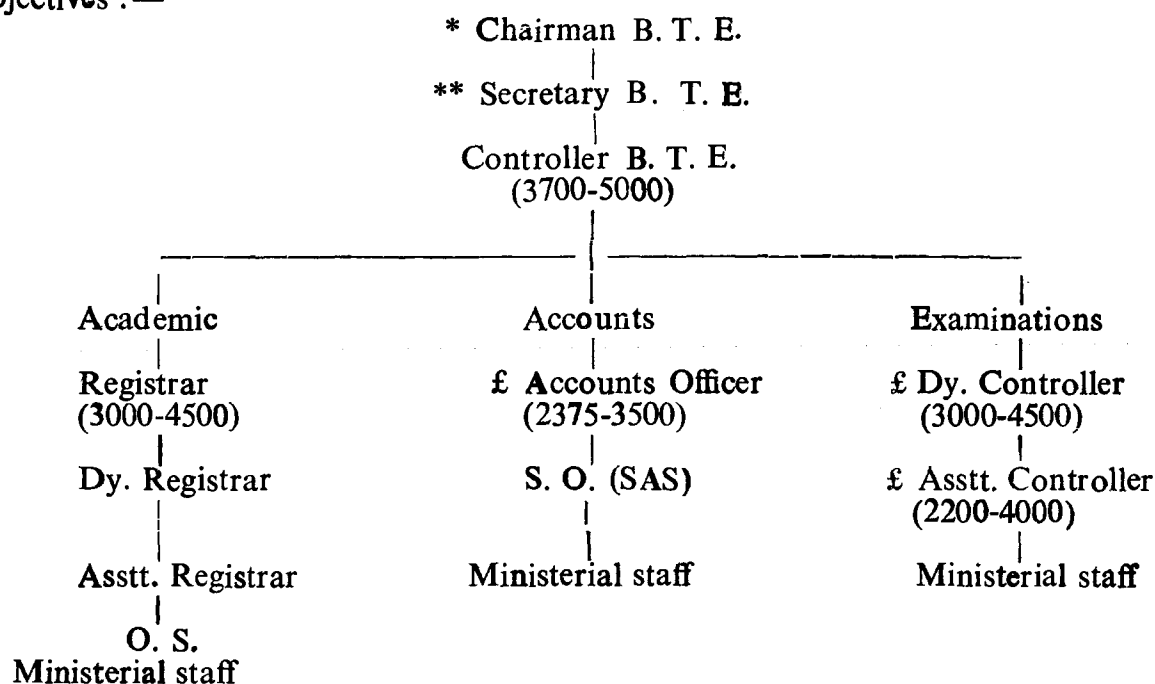 * Chairman B. T. E.
** Secretary B. T. E.
Controller B. T. E.
(3700-5000)
Academic Accounts Examinations
Registrar £ Accounts Officer £ Dy. Controller
(3000-4500) (2375-3500) (3000-4500)
Dy. Registrar S. O. (SAS) £ Asstt. Controller
(2200-4000)
Asstt. Registrar Ministerial staff Ministerial staff
O. S.
Ministerial staff